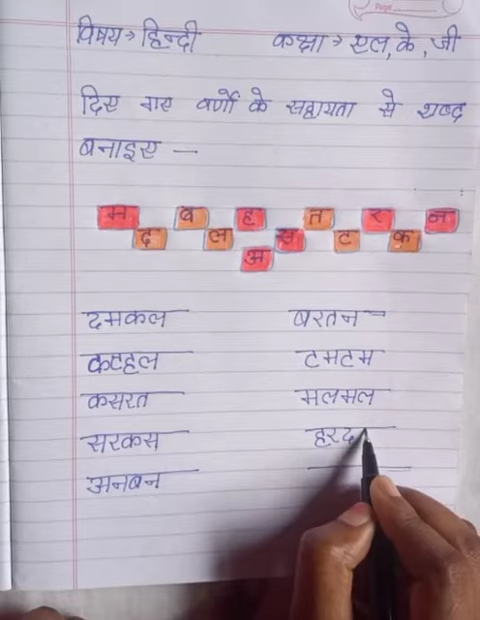 Page
विषय → हिन्दी कक्षा → एल, के, जी
दिए गए वर्णों के सहायता से शब्द
बनाइए —
म ब ह त र न
द ल स ट क
अ
दमकल बरतन
कटहल टमटम
कसरत मलमल
सरकस हरद
अनबन